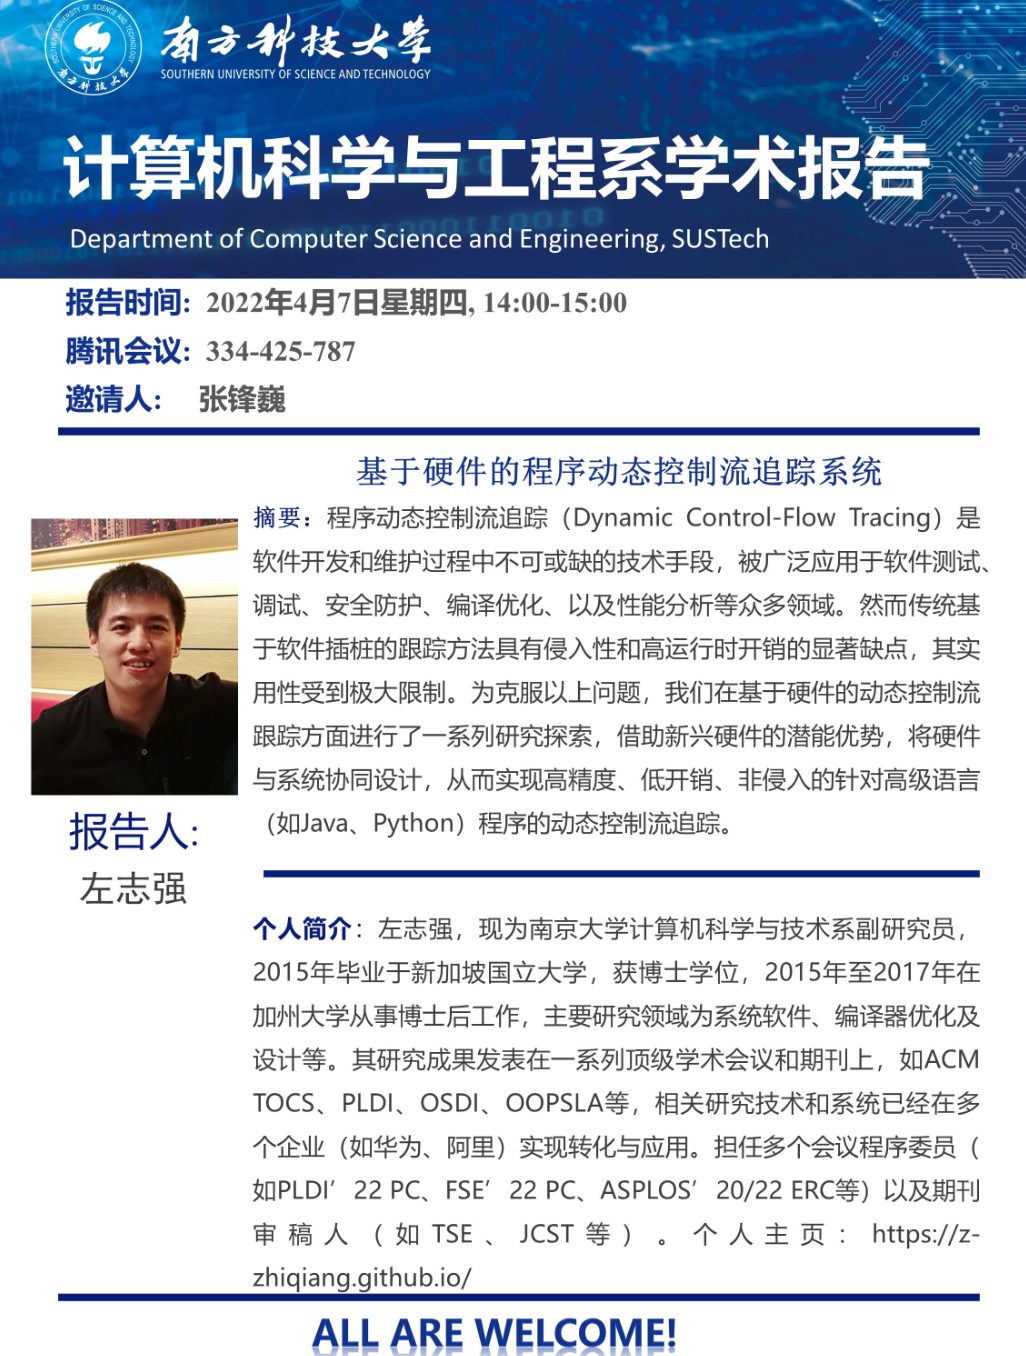 南方科技大学
SOUTHERN UNIVERSITY OF SCIENCE AND TECHNOLOGY
计算机科学与工程系学术报告
Department of Computer Science and Engineering, SUSTech
报告时间: 2022年4月7日星期四, 14:00-15:00
腾讯会议: 334-425-787
邀请人: 张锋巍
基于硬件的程序动态控制流追踪系统
摘要：程序动态控制流追踪（Dynamic Control-Flow Tracing）是
软件开发和维护过程中不可或缺的技术手段，被广泛应用于软件测试、
调试、安全防护、编译优化、以及性能分析等众多领域。然而传统基
于软件插桩的跟踪方法具有侵入性和高运行时开销的显著缺点，其实
用性受到极大限制。为克服以上问题，我们在基于硬件的动态控制流
跟踪方面进行了一系列研究探索，借助新兴硬件的潜能优势，将硬件
与系统协同设计，从而实现高精度、低开销、非侵入的针对高级语言
（如Java、Python）程序的动态控制流追踪。
报告人:
左志强
个人简介：左志强，现为南京大学计算机科学与技术系副研究员，
2015年毕业于新加坡国立大学，获博士学位，2015年至2017年在
加州大学从事博士后工作，主要研究领域为系统软件、编译器优化及
设计等。其研究成果发表在一系列顶级学术会议和期刊上，如ACM
TOCS、PLDI、OSDI、OOPSLA等，相关研究技术和系统已经在多
个企业（如华为、阿里）实现转化与应用。担任多个会议程序委员（
如PLDI’22 PC、FSE’22 PC、ASPLOS’20/22 ERC等）以及期刊
审稿人（如TSE、JCST等）。个人主页：https://z-
zhiqiang.github.io/
ALL ARE WELCOME!